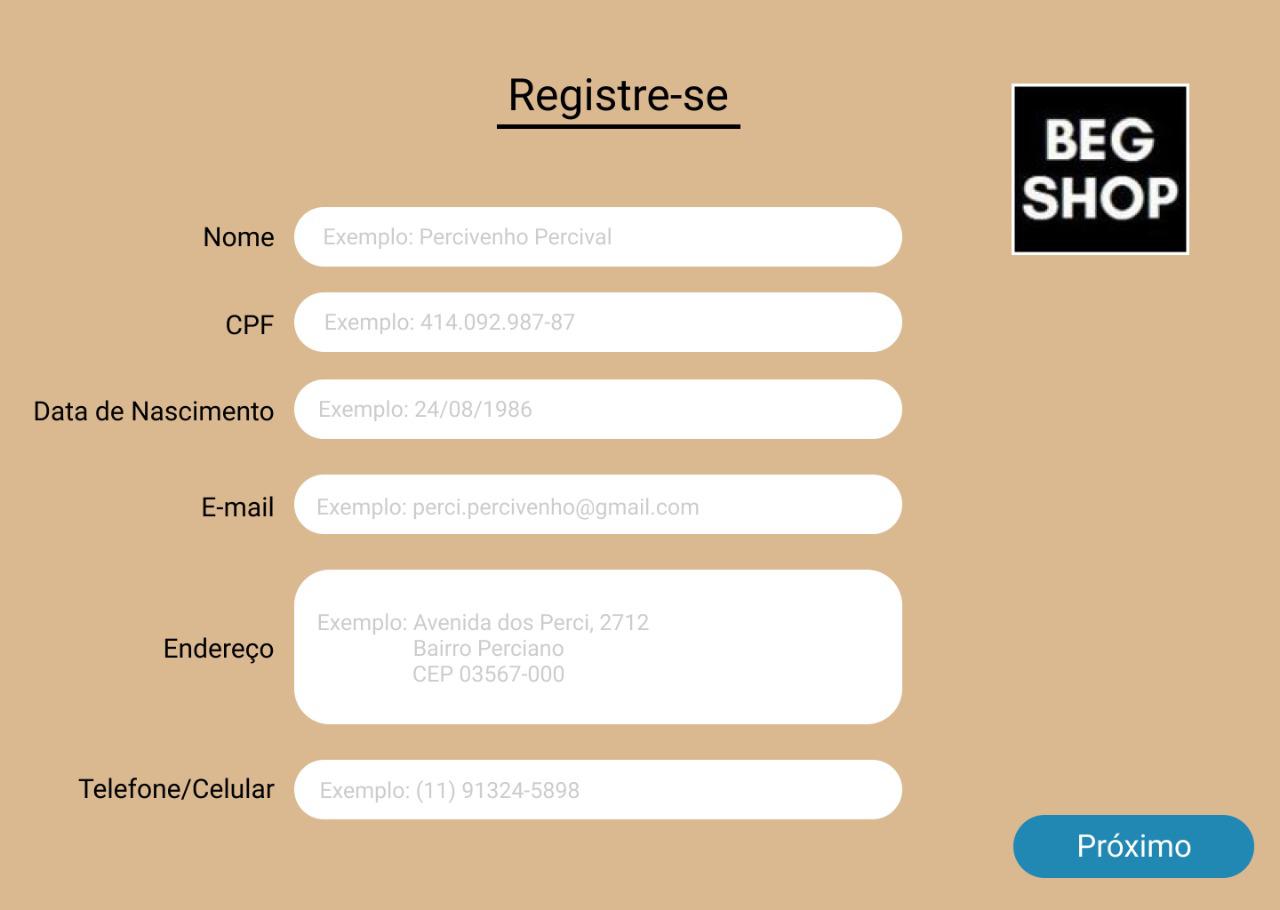 Registre-se
BEG
SHOP
Nome
Exemplo: Percivenho Percival
CPF
Exemplo: 414.092.987-87
Data de Nascimento
Exemplo: 24/08/1986
E-mail
Exemplo: perci.percivenho@gmail.com
Endereço
Exemplo: Avenida dos Perci, 2712
Bairro Perciano
CEP 03567-000
Telefone/Celular
Exemplo: (11) 91324-5898
Próximo